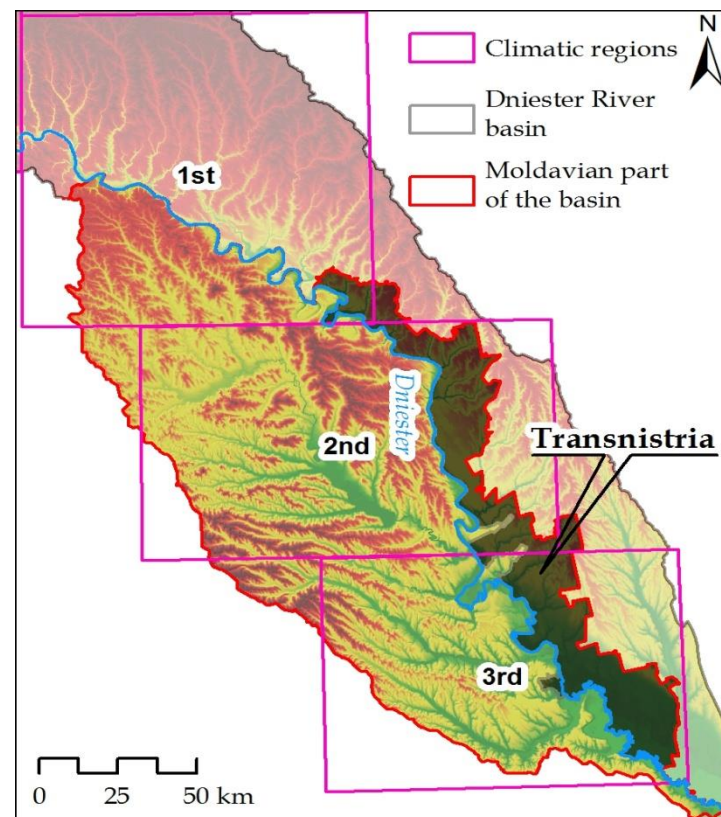 N
Climatic regions
Dniester River
basin
Moldavian part
of the basin
1st
Dniester
2nd
Transnistria
3rd
0 25 50 km